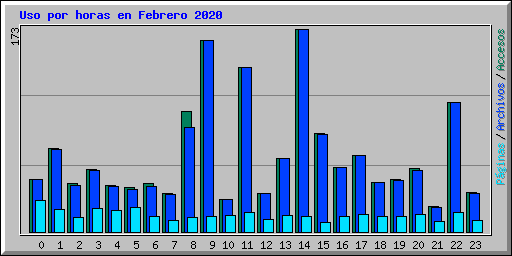 Uso por horas en Febrero 2020
173
Páginas / Archivos / Accesos
0 1 2 3 4 5 6 7 8 9 10 11 12 13 14 15 16 17 18 19 20 21 22 23